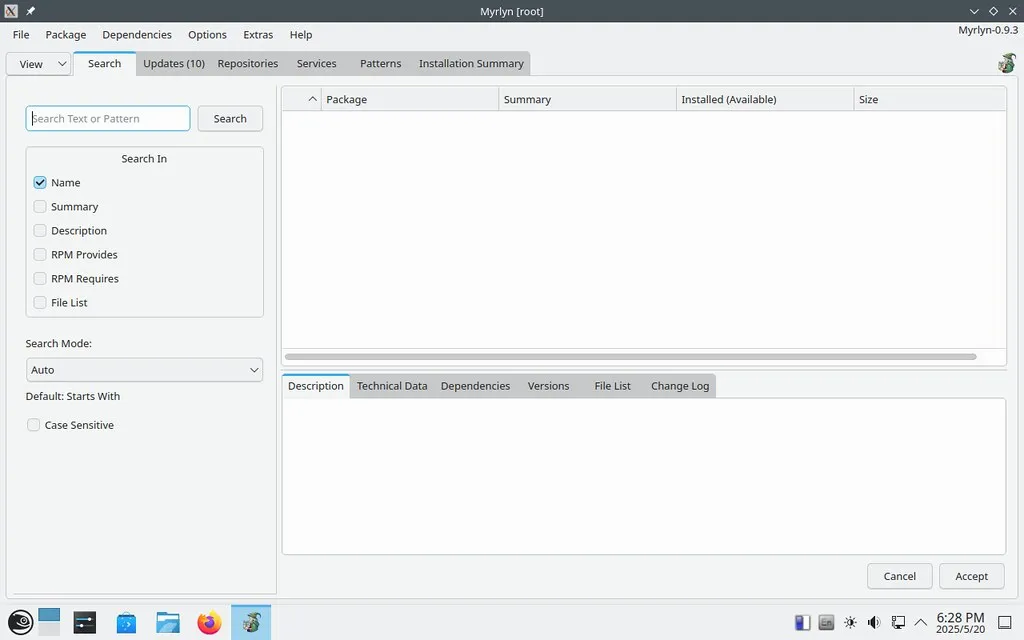 Myrlyn [root]
File Package Dependencies Options Extras Help
Myrlyn-0.9.3
View Search Updates (10) Repositories Services Patterns Installation Summary
Search Text or Pattern Search
Search In
Name
Summary
Description
RPM Provides
RPM Requires
File List
Search Mode:
Auto
Default: Starts With
Case Sensitive
Package Summary Installed (Available) Size
Description Technical Data Dependencies Versions File List Change Log
Cancel Accept
6:28 PM
2025/5/20